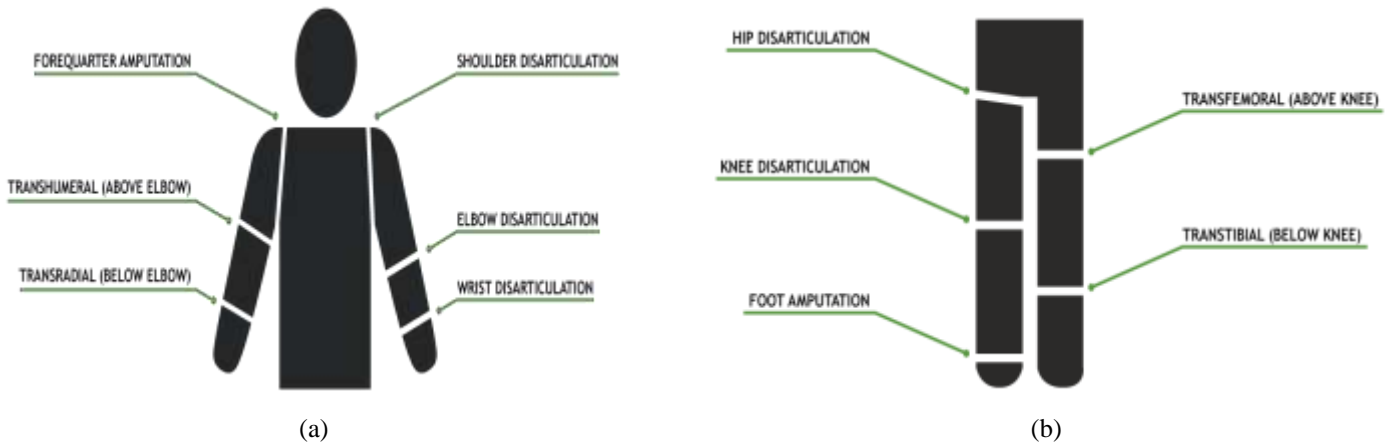 FOREQUARTER AMPUTATION
SHOULDER DISARTICULATION
TRANSHUMERAL (ABOVE ELBOW)
ELBOW DISARTICULATION
TRANSRADIAL (BELOW ELBOW)
WRIST DISARTICULATION
(a)
HIP DISARTICULATION
TRANSFEMORAL (ABOVE KNEE)
KNEE DISARTICULATION
TRANSTIBIAL (BELOW KNEE)
FOOT AMPUTATION
(b)